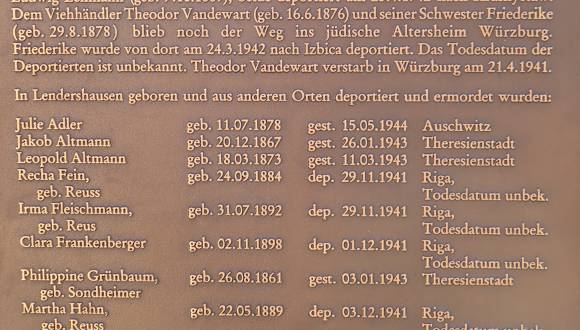 Dem Viehhändler Theodor Vandewart (geb. 16.6.1876) und seiner Schwester Friederike
(geb. 29.8.1878) blieb noch der Weg ins jüdische Altersheim Würzburg.
Friederike wurde von dort am 24.3.1942 nach Izbica deportiert. Das Todesdatum der
Deportierten ist unbekannt. Theodor Vandewart verstarb in Würzburg am 21.4.1941.
In Lendershausen geboren und aus anderen Orten deportiert und ermordet wurden:
Julie Adler geb. 11.07.1878 gest. 15.05.1944 Auschwitz
Jakob Altmann geb. 20.12.1867 gest. 26.01.1943 Theresienstadt
Leopold Altmann geb. 18.03.1873 gest. 11.03.1943 Theresienstadt
Recha Fein, geb. 24.09.1884 dep. 29.11.1941 Riga,
geb. Reuss Todesdatum unbek.
Irma Fleischmann, geb. 31.07.1892 dep. 29.11.1941 Riga,
geb. Reus Todesdatum unbek.
Clara Frankenberger geb. 02.11.1898 dep. 01.12.1941 Riga,
Todesdatum unbek.
Philippine Grünbaum, geb. 26.08.1861 gest. 03.01.1943 Theresienstadt
geb. Sondheimer
Martha Hahn, geb. 22.05.1889 dep. 03.12.1941 Riga,
geb. Reuss Todesdatum unbek.